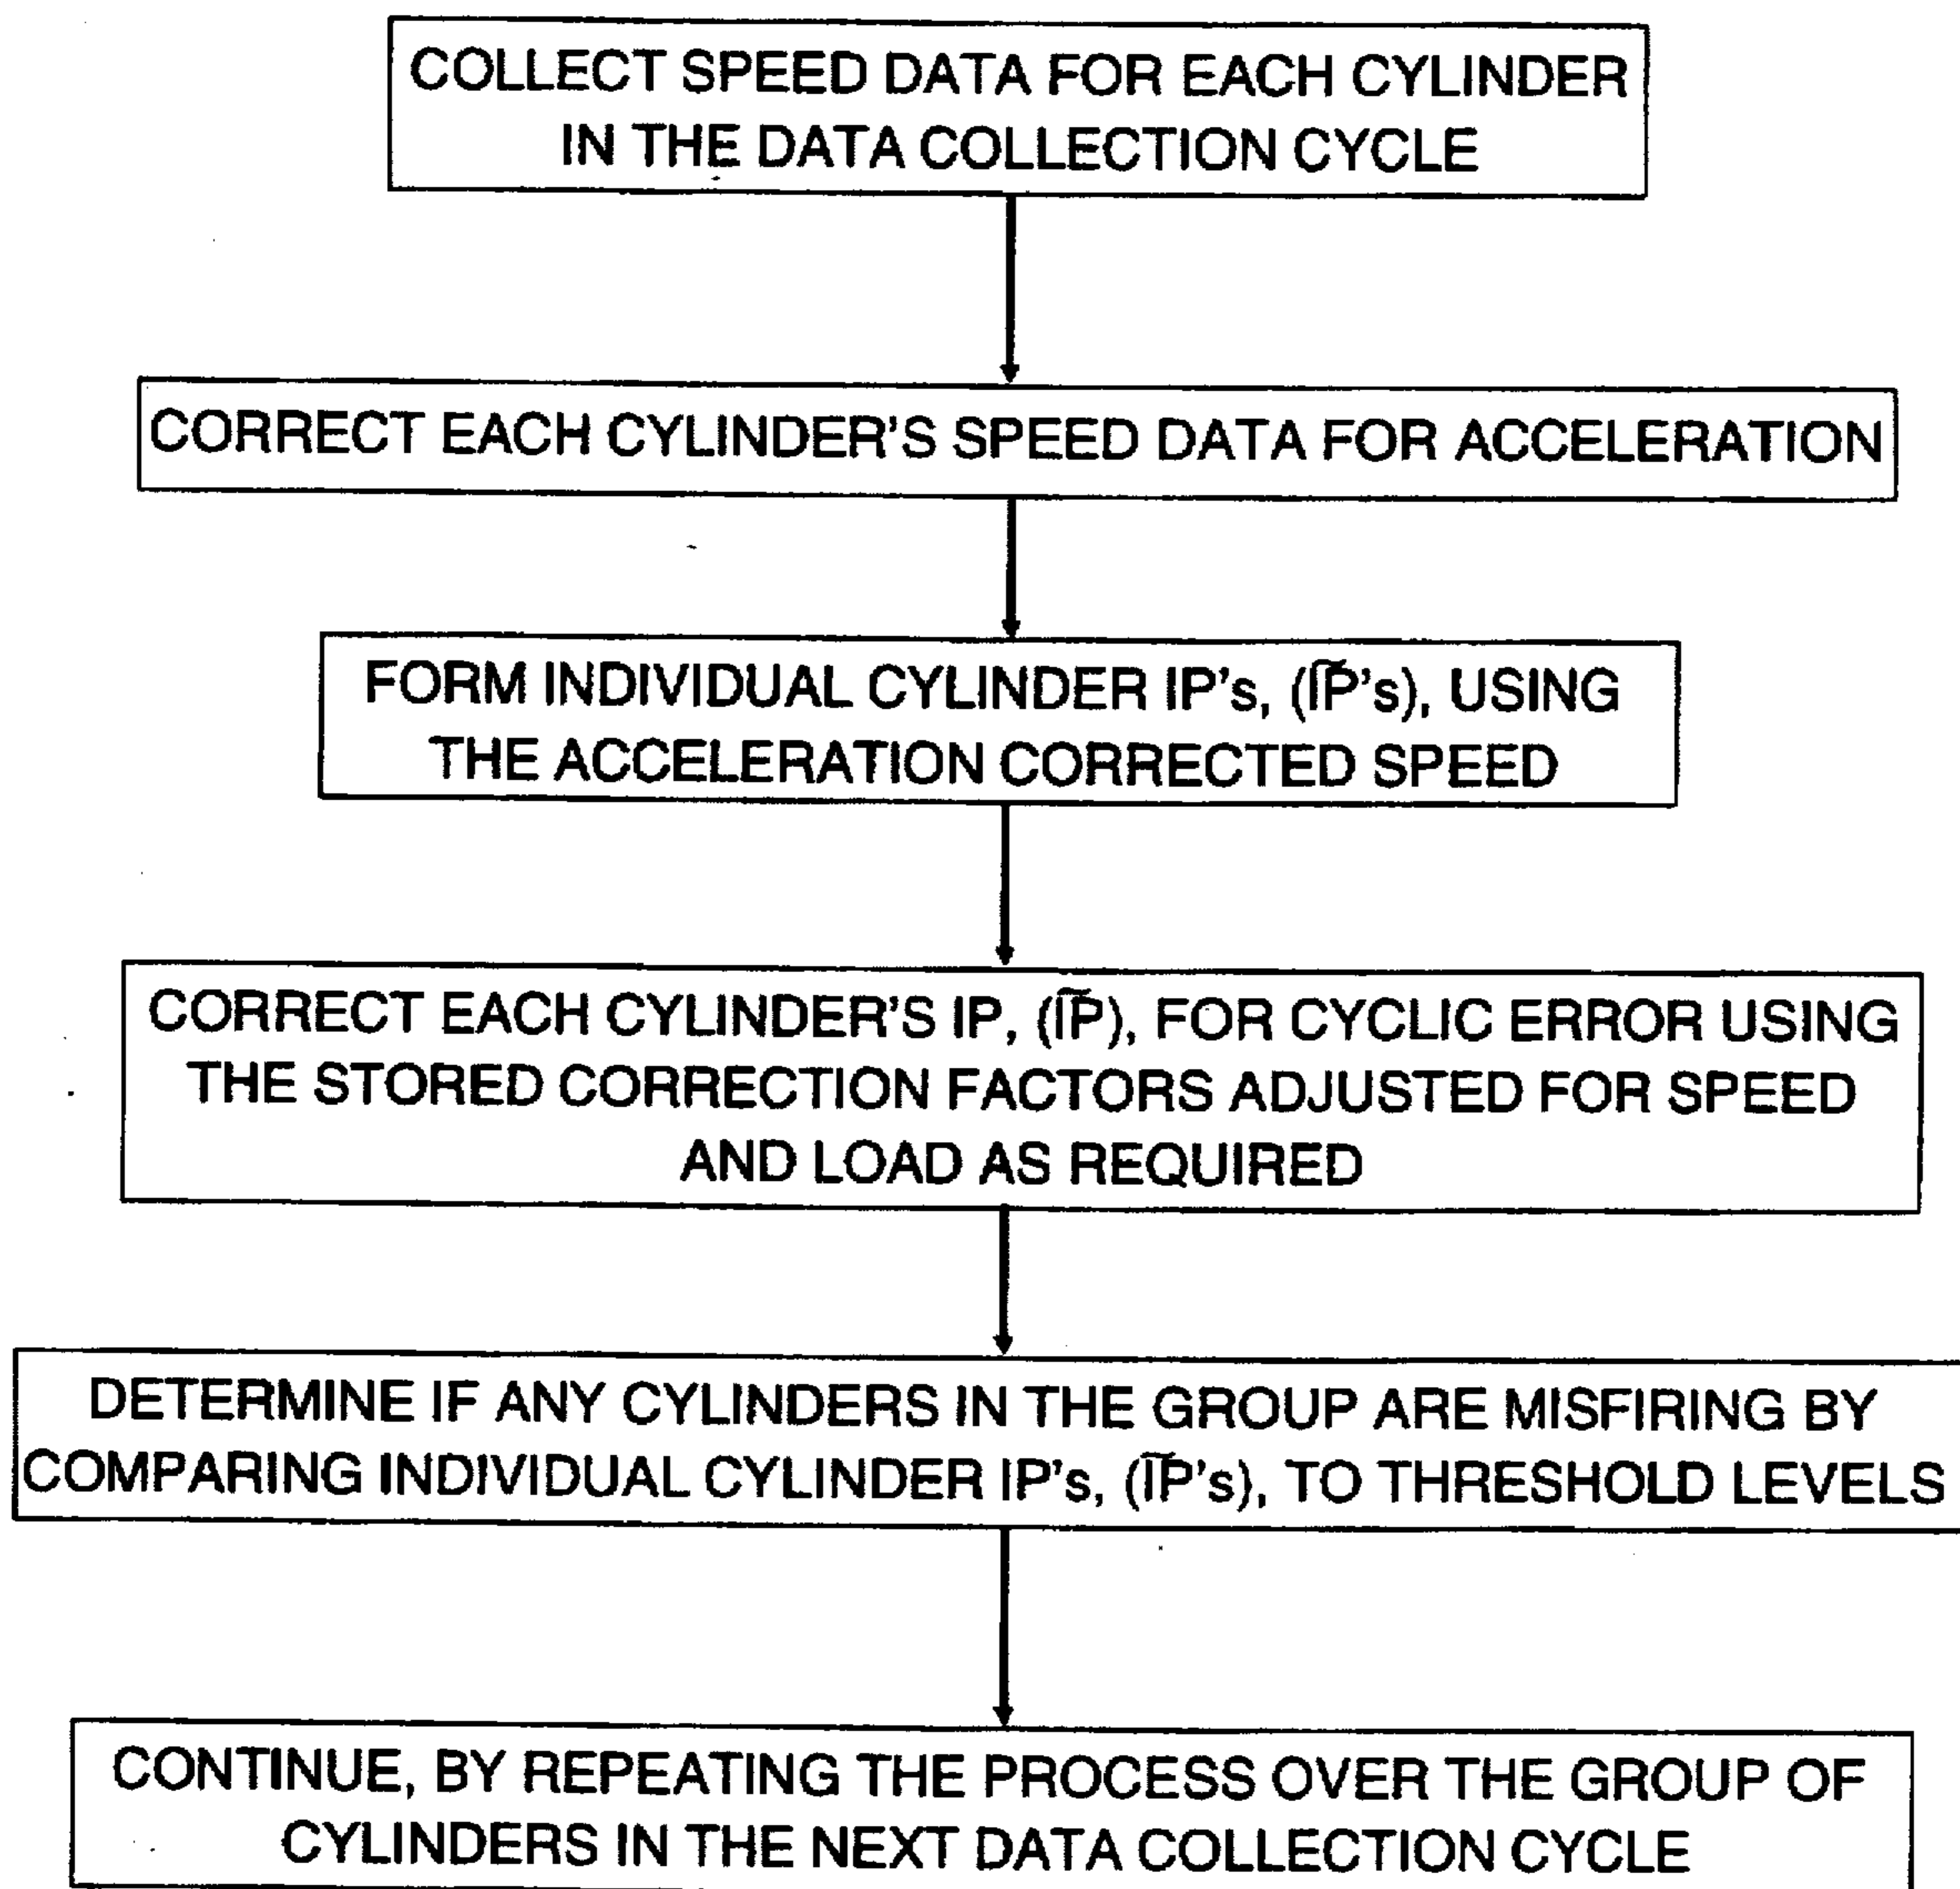 COLLECT SPEED DATA FOR EACH CYLINDER
IN THE DATA COLLECTION CYCLE
CORRECT EACH CYLINDER'S SPEED DATA FOR ACCELERATION
FORM INDIVIDUAL CYLINDER IP's, (I͠P's), USING
THE ACCELERATION CORRECTED SPEED
CORRECT EACH CYLINDER'S IP, (I͠P), FOR CYCLIC ERROR USING
THE STORED CORRECTION FACTORS ADJUSTED FOR SPEED
AND LOAD AS REQUIRED
DETERMINE IF ANY CYLINDERS IN THE GROUP ARE MISFIRING BY
COMPARING INDIVIDUAL CYLINDER IP's, (I͠P's), TO THRESHOLD LEVELS
CONTINUE, BY REPEATING THE PROCESS OVER THE GROUP OF
CYLINDERS IN THE NEXT DATA COLLECTION CYCLE